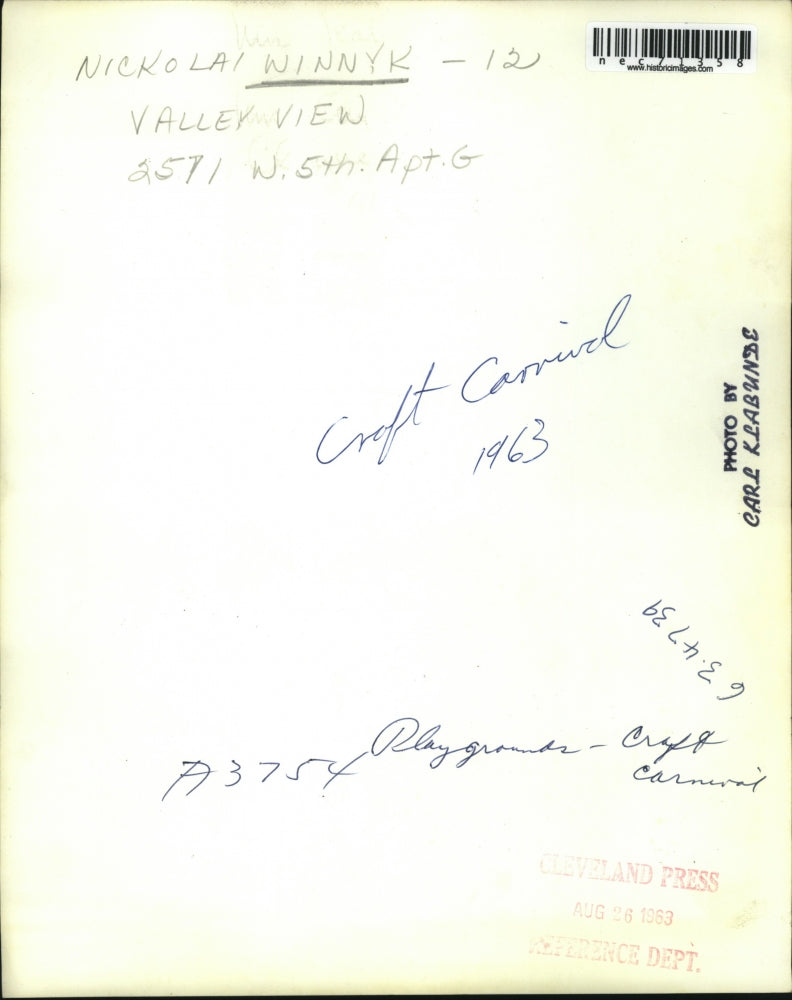 NICKOLAI WINNYK - 12
VALLEY VIEW
2571 W. 5th. Apt. G
nec71358
www.historicimages.com
Craft Carnival
1963
PHOTO BY
CARL KLABUNDE
63-4739
A3754
Playgrounds - Craft
Carnival
CLEVELAND PRESS
AUG 26 1963
REFERENCE DEPT.